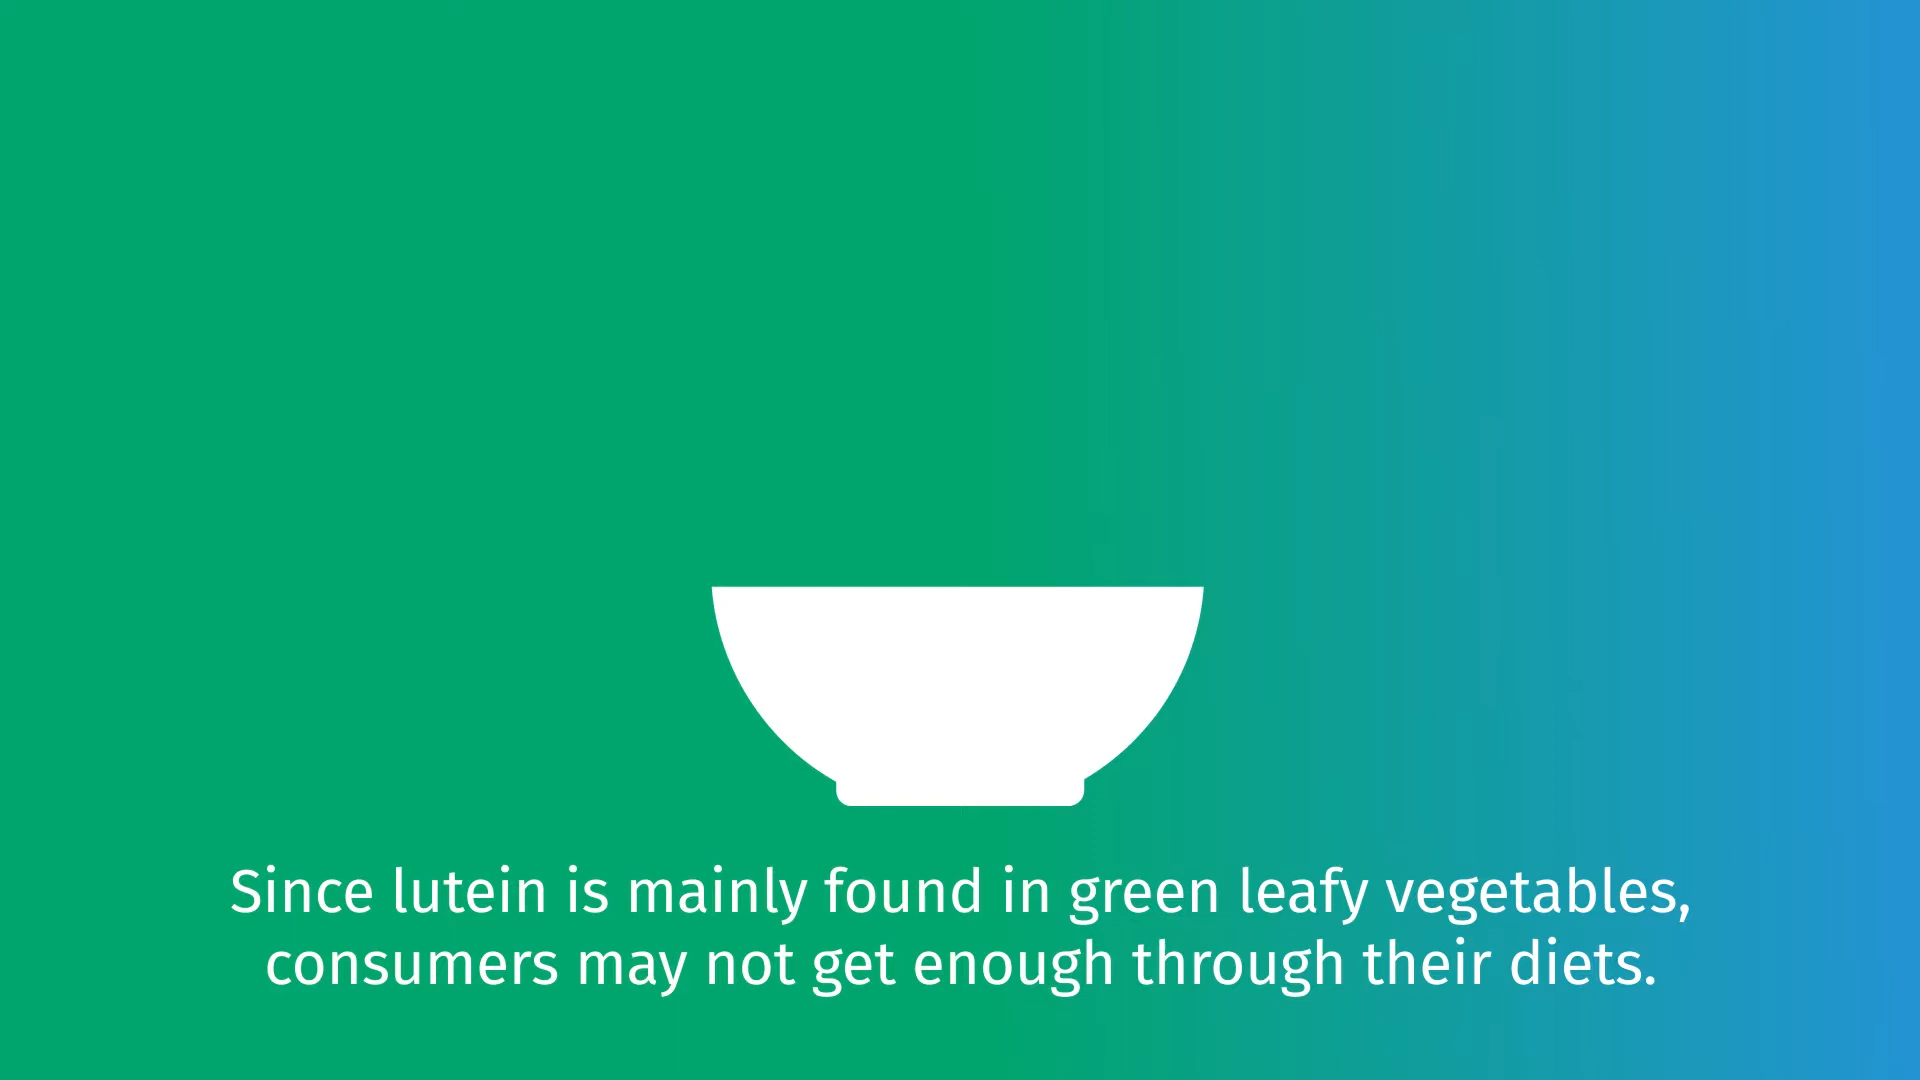 Since lutein is mainly found in green leafy vegetables,
consumers may not get enough through their diets.